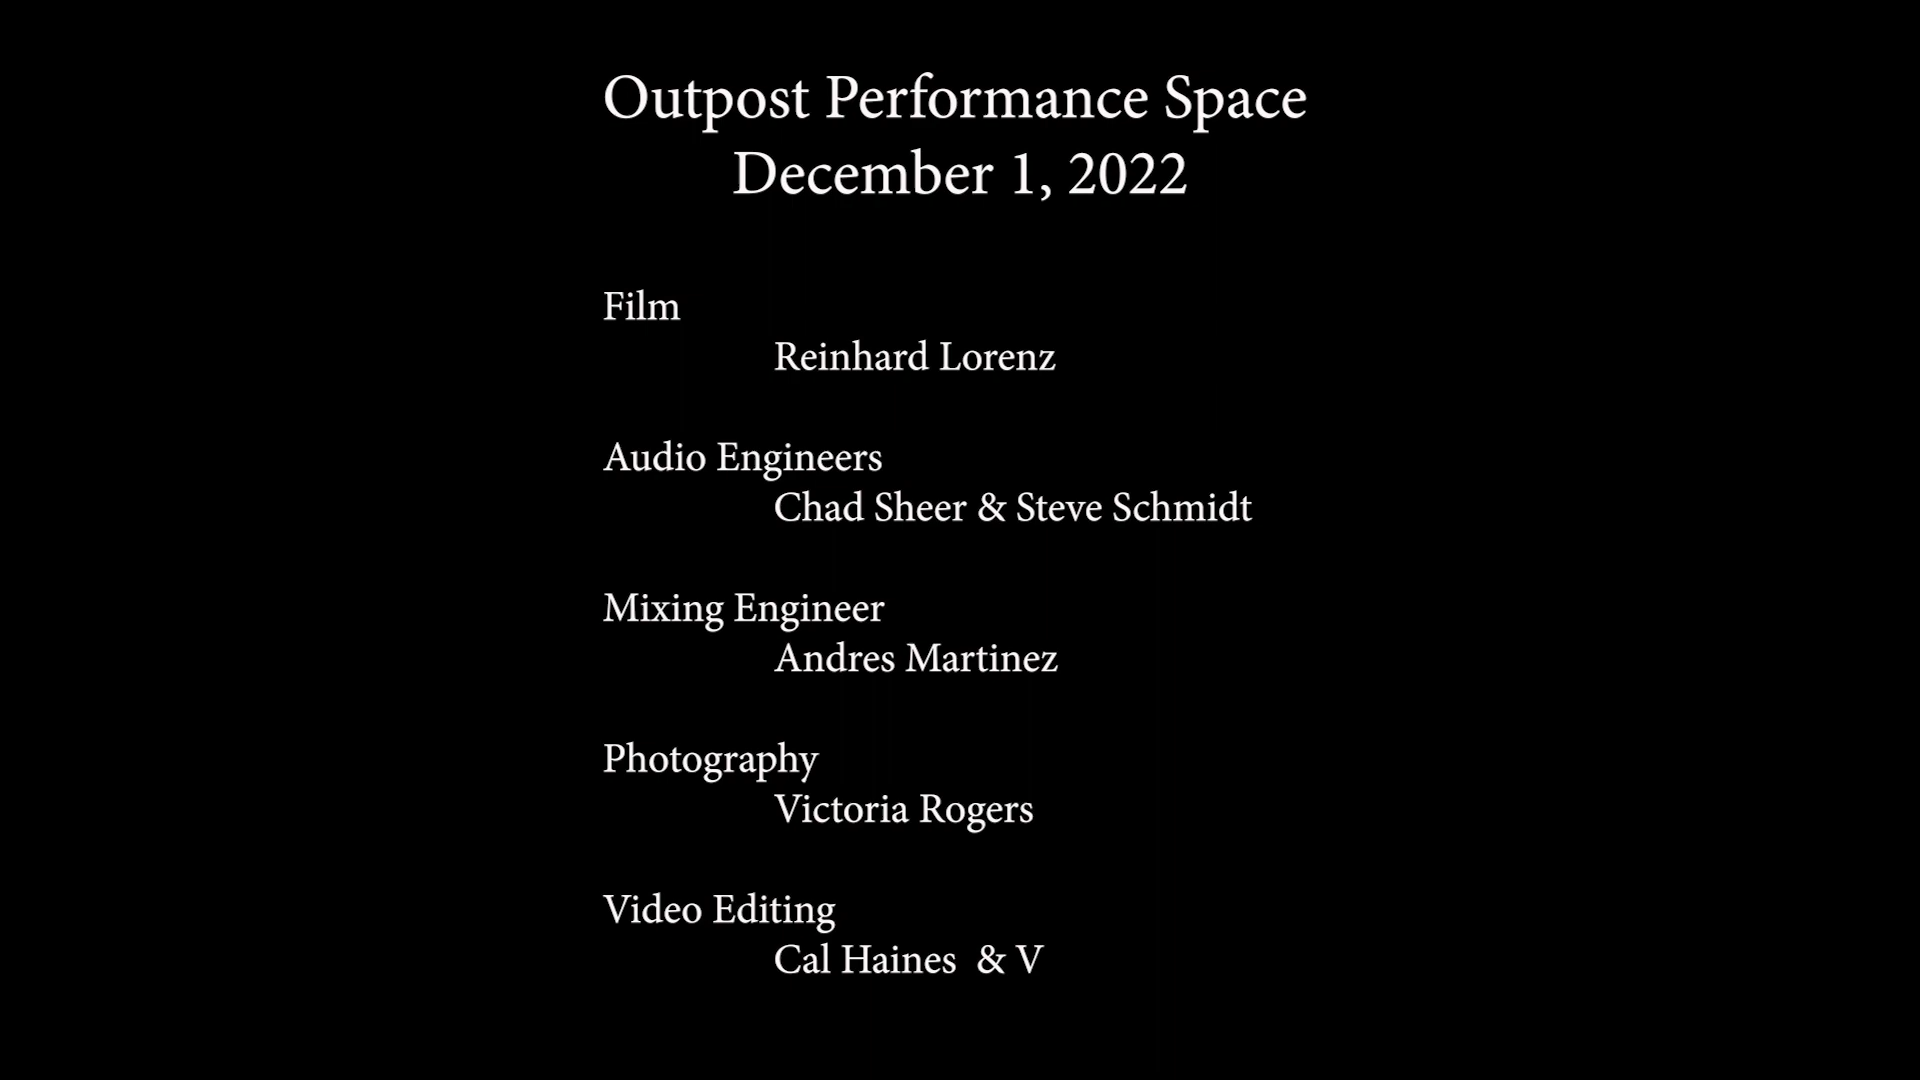 Outpost Performance Space
December 1, 2022
Film
Reinhard Lorenz
Audio Engineers
Chad Sheer & Steve Schmidt
Mixing Engineer
Andres Martinez
Photography
Victoria Rogers
Video Editing
Cal Haines & V